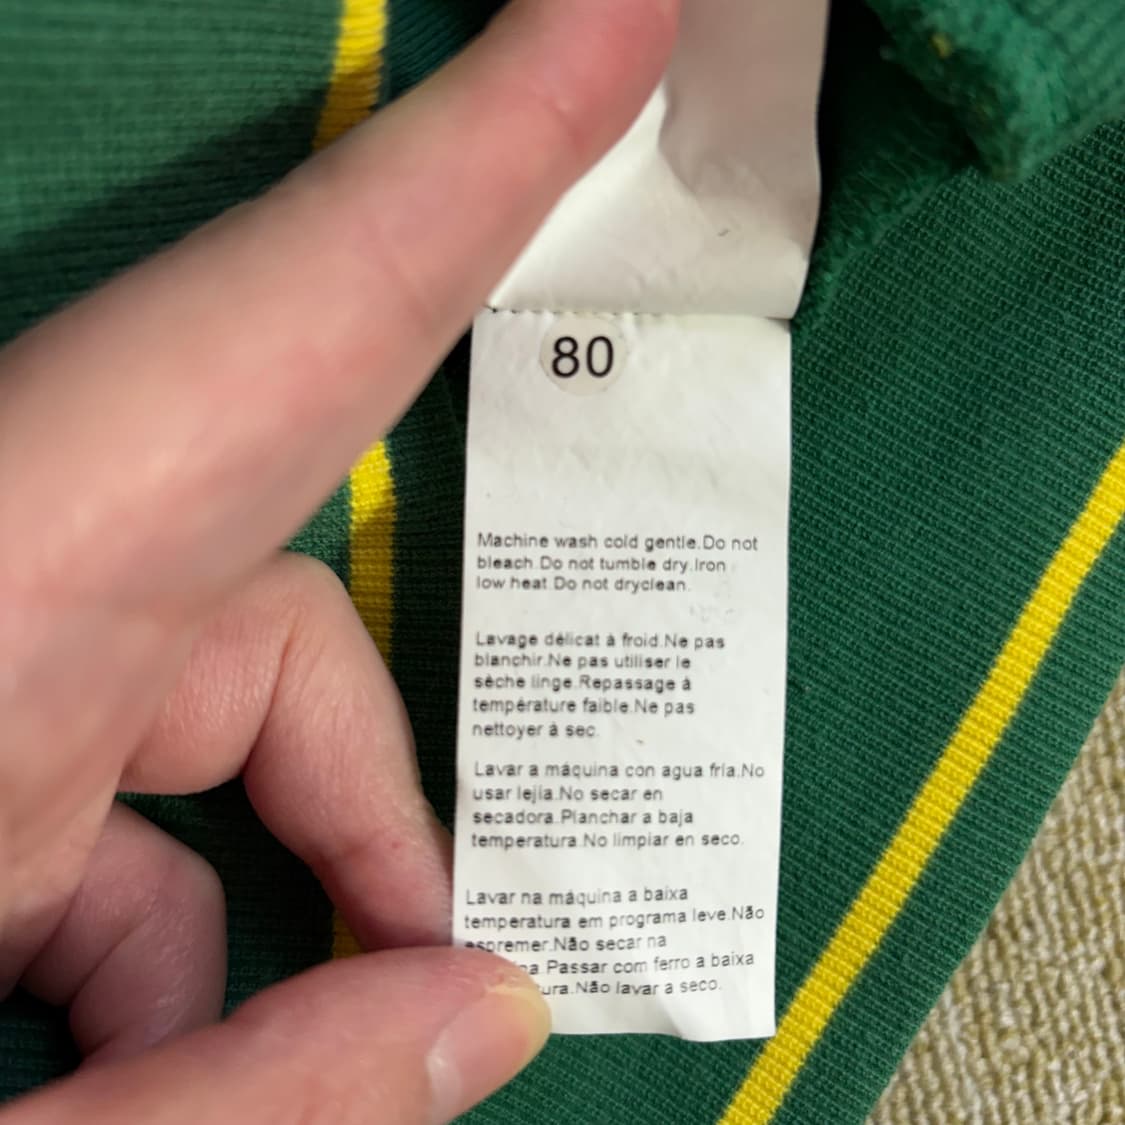 80
Machine wash cold gentle.Do not
bleach.Do not tumble dry.Iron
low heat.Do not dryclean.
Lavage délicat à froid.Ne pas
blanchir.Ne pas utiliser le
sèche linge.Repassage à
température faible.Ne pas
nettoyer à sec.
Lavar a máquina con agua fría.No
usar lejía.No secar en
secadora.Planchar a baja
temperatura.No limpiar en seco.
Lavar na máquina a baixa
temperatura em programa leve.Não
espremer.Não secar na
Passar com ferro a baixa
Não lavar a seco.